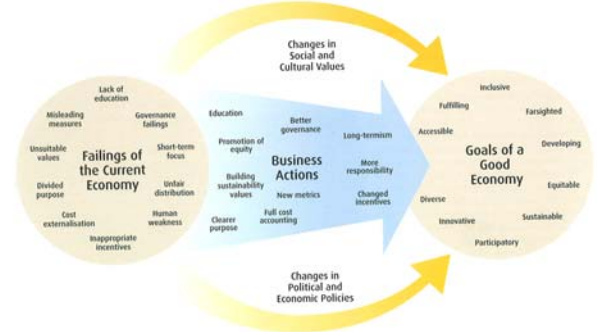 Changes in
Social and
Cultural Values
Lack of
education
Misleading
measures
Governance
failings
Unsuitable
values
Short-term
focus
Failings of
the Current
Economy
Divided
purpose
Unfair
distribution
Cost
externalisation
Human
weakness
Inappropriate
incentives
Education
Better
governance
Promotion of
equity
Long-termism
Business
Actions
More
responsibility
Building
sustainability
values
New metrics
Changed
incentives
Clearer
purpose
Full cost
accounting
Inclusive
Fulfilling
Farsighted
Accessible
Developing
Goals of a
Good
Economy
Equitable
Diverse
Innovative
Sustainable
Participatory
Changes in
Political and
Economic Policies